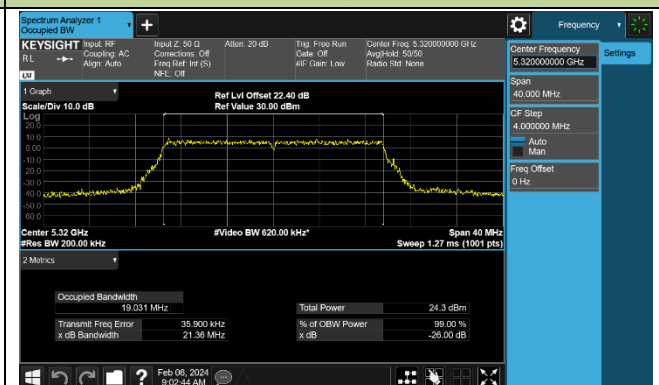 Spectrum Analyzer 1
Occupied BW
Frequency
KEYSIGHT
RL
LXI
Input: RF
Coupling: AC
Align: Auto
Input Z: 50 Ω
Corrections: Off
Freq Ref: Int (S)
NFE: Off
Atten: 20 dB
Trig: Free Run
Gate: Off
#IF Gain: Low
Center Freq: 5.320000000 GHz
Avg|Hold: 50/50
Radio Std: None
Center Frequency
5.320000000 GHz
Settings
Span
40.000 MHz
CF Step
4.000000 MHz
Auto
Man
Freq Offset
0 Hz
1 Graph
Scale/Div 10.0 dB
Ref Lvl Offset 22.40 dB
Ref Value 30.00 dBm
Log
20.0
10.0
0.00
-10.0
-20.0
-30.0
-40.0
-50.0
-60.0
Center 5.32 GHz
#Video BW 620.00 kHz*
Span 40 MHz
#Res BW 200.00 kHz
Sweep 1.27 ms (1001 pts)
2 Metrics
Occupied Bandwidth
19.031 MHz
Total Power 24.3 dBm
Transmit Freq Error 35.900 kHz
% of OBW Power 99.00 %
x dB Bandwidth 21.36 MHz
x dB -26.00 dB
?
Feb 06, 2024
9:02:44 AM